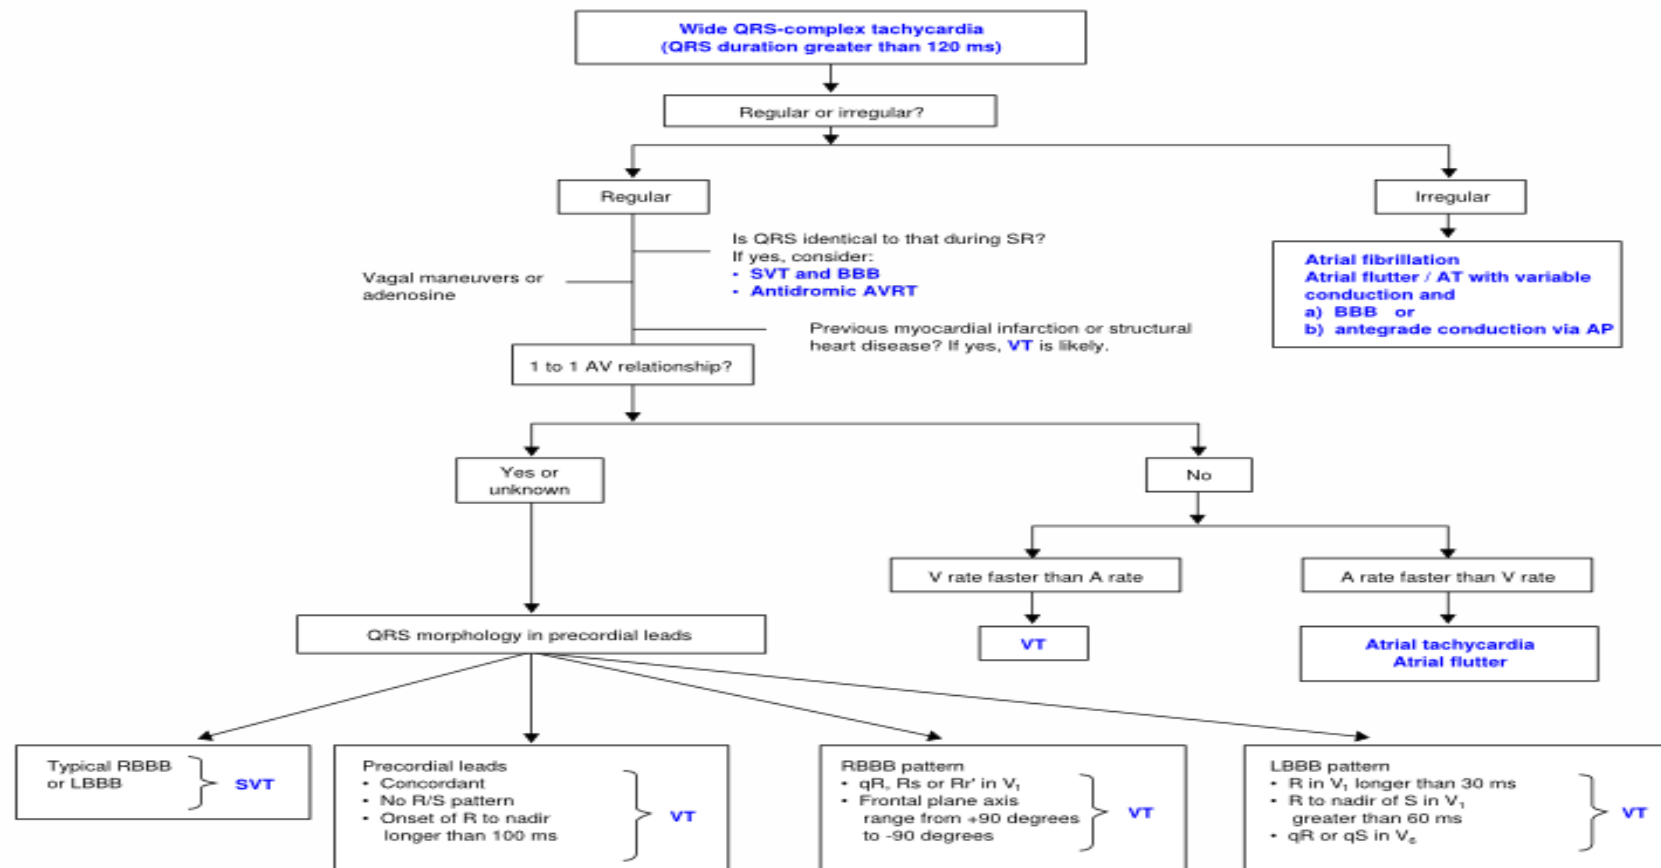 Wide QRS-complex tachycardia
(QRS duration greater than 120 ms)
Regular or irregular?
Regular
Irregular
Is QRS identical to that during SR?
If yes, consider:
• SVT and BBB
• Antidromic AVRT
Vagal maneuvers or
adenosine
Previous myocardial infarction or structural
heart disease? If yes, VT is likely.
Atrial fibrillation
Atrial flutter / AT with variable
conduction and
a) BBB or
b) antegrade conduction via AP
1 to 1 AV relationship?
Yes or
unknown
No
V rate faster than A rate
A rate faster than V rate
QRS morphology in precordial leads
VT
Atrial tachycardia
Atrial flutter
Typical RBBB
or LBBB
SVT
Precordial leads
• Concordant
• No R/S pattern
• Onset of R to nadir
longer than 100 ms
VT
RBBB pattern
• qR, Rs or Rr' in V₁
• Frontal plane axis
range from +90 degrees
to -90 degrees
VT
LBBB pattern
• R in V₁ longer than 30 ms
• R to nadir of S in V₁
greater than 60 ms
• qR or qS in V₆
VT